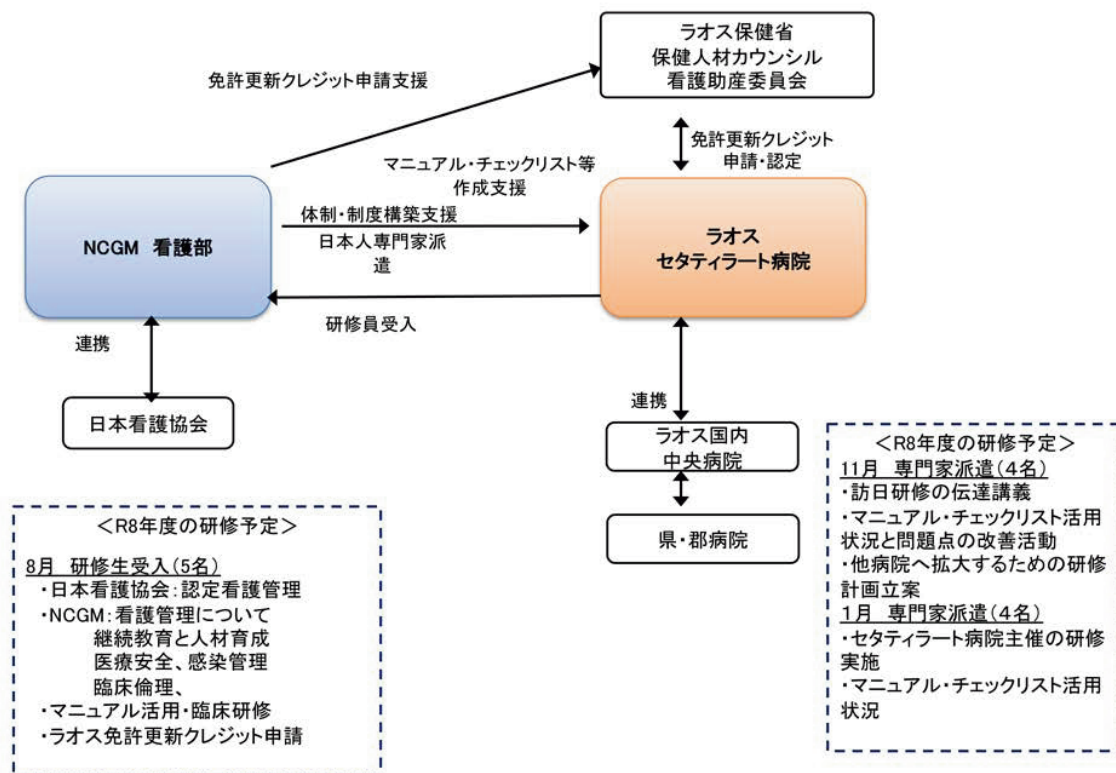 ラオス保健省
保健人材カウンシル
看護助産委員会
免許更新クレジット申請支援
免許更新クレジット
申請・認定
マニュアル・チェックリスト等
作成支援
体制・制度構築支援
日本人専門家派
遣
NCGM 看護部
ラオス
セタティラート病院
研修員受入
連携
日本看護協会
連携
ラオス国内
中央病院
県・郡病院
＜R8年度の研修予定＞
8月 研修生受入（5名）
・日本看護協会：認定看護管理
・NCGM：看護管理について
継続教育と人材育成
医療安全、感染管理
臨床倫理、
・マニュアル活用・臨床研修
・ラオス免許更新クレジット申請
＜R8年度の研修予定＞
11月 専門家派遣（4名）
・訪日研修の伝達講義
・マニュアル・チェックリスト活用
状況と問題点の改善活動
・他病院へ拡大するための研修
計画立案
1月 専門家派遣（4名）
・セタティラート病院主催の研修
実施
・マニュアル・チェックリスト活用
状況